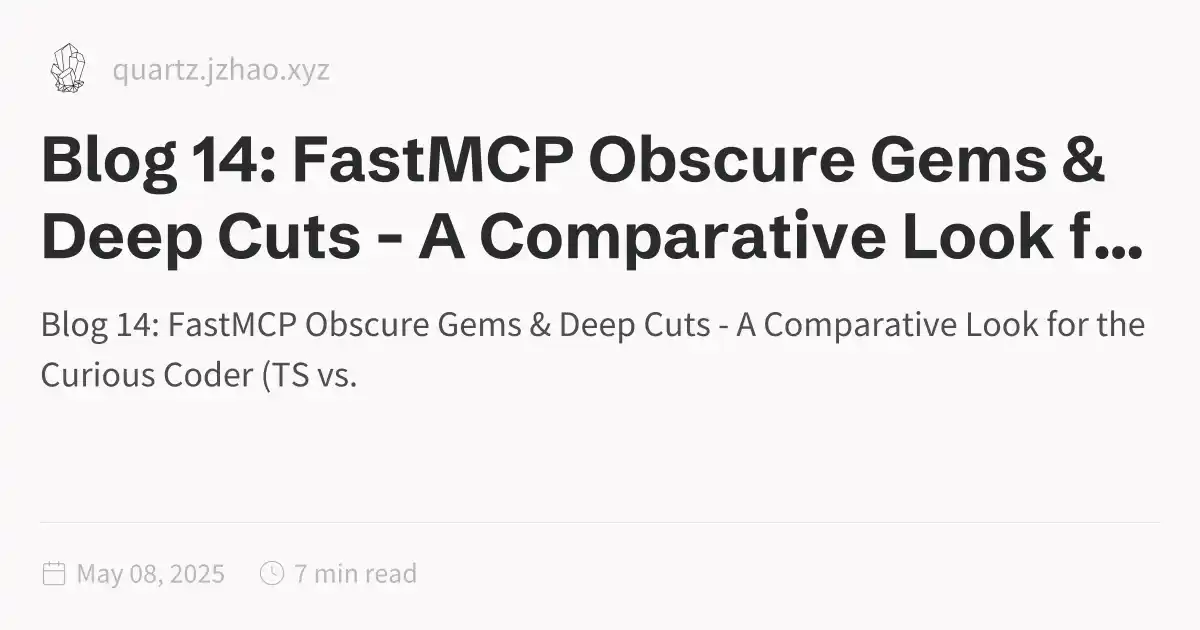 quartz.jzhao.xyz
Blog 14: FastMCP Obscure Gems &
Deep Cuts - A Comparative Look f...
Blog 14: FastMCP Obscure Gems & Deep Cuts - A Comparative Look for the
Curious Coder (TS vs.
May 08, 2025 7 min read